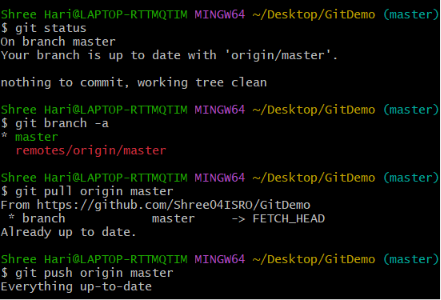 Shree Hari@LAPTOP-RTTMQTIM MINGW64 ~/Desktop/GitDemo (master)
$ git status
On branch master
Your branch is up to date with 'origin/master'.
nothing to commit, working tree clean
Shree Hari@LAPTOP-RTTMQTIM MINGW64 ~/Desktop/GitDemo (master)
$ git branch -a
* master
remotes/origin/master
Shree Hari@LAPTOP-RTTMQTIM MINGW64 ~/Desktop/GitDemo (master)
$ git pull origin master
From https://github.com/Shree04ISRO/GitDemo
* branch master -> FETCH_HEAD
Already up to date.
Shree Hari@LAPTOP-RTTMQTIM MINGW64 ~/Desktop/GitDemo (master)
$ git push origin master
Everything up-to-date